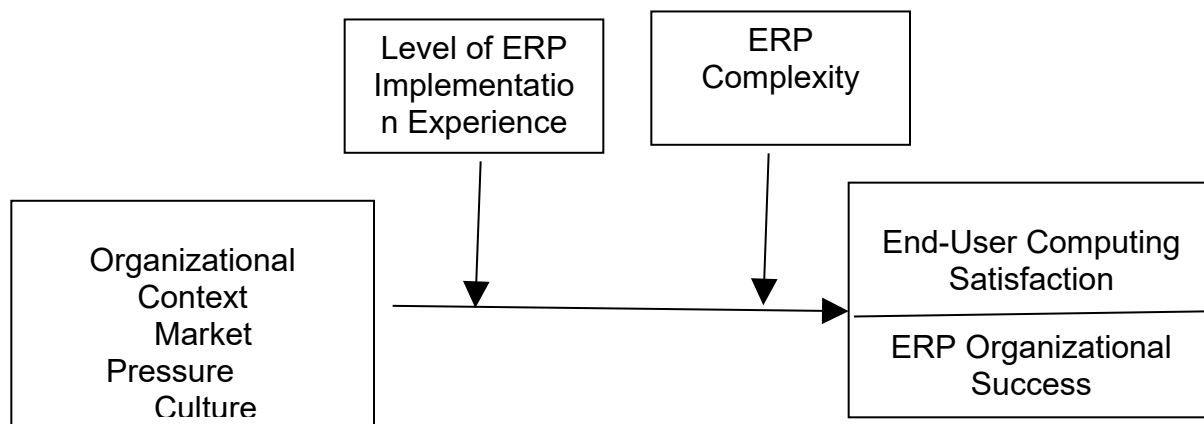 Level of ERP
Implementatio
n Experience
ERP
Complexity
Organizational
Context
Market
Pressure
Culture
End-User Computing
Satisfaction
ERP Organizational
Success